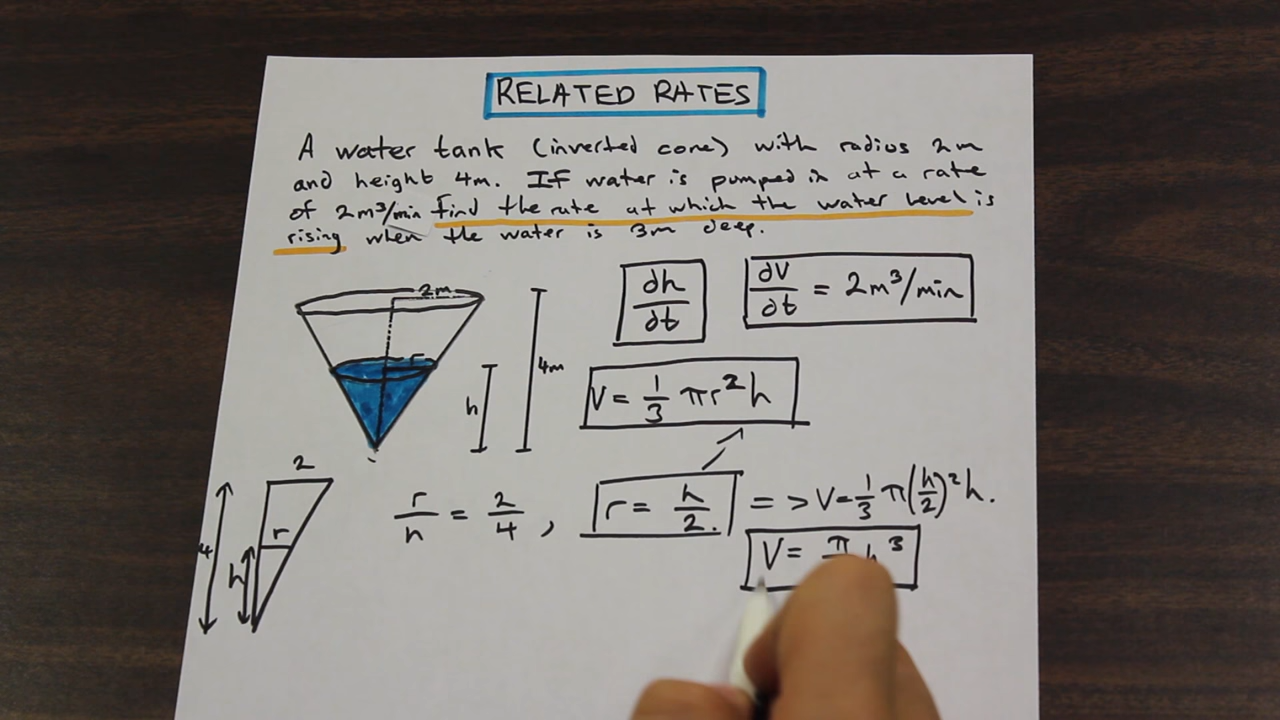 RELATED RATES
A water tank (inverted cone) with radius 2m
and height 4m. If water is pumped in at a rate
of 2m³/min find the rate at which the water level is
rising when the water is 3m deep.
2m
r
h
4m
dh/dt
dV/dt = 2m³/min
V = 1/3 πr²h
2
4
r
h
r/h = 2/4 ,
r = h/2.
=> V = 1/3 π(h/2)²h.
V = π h³